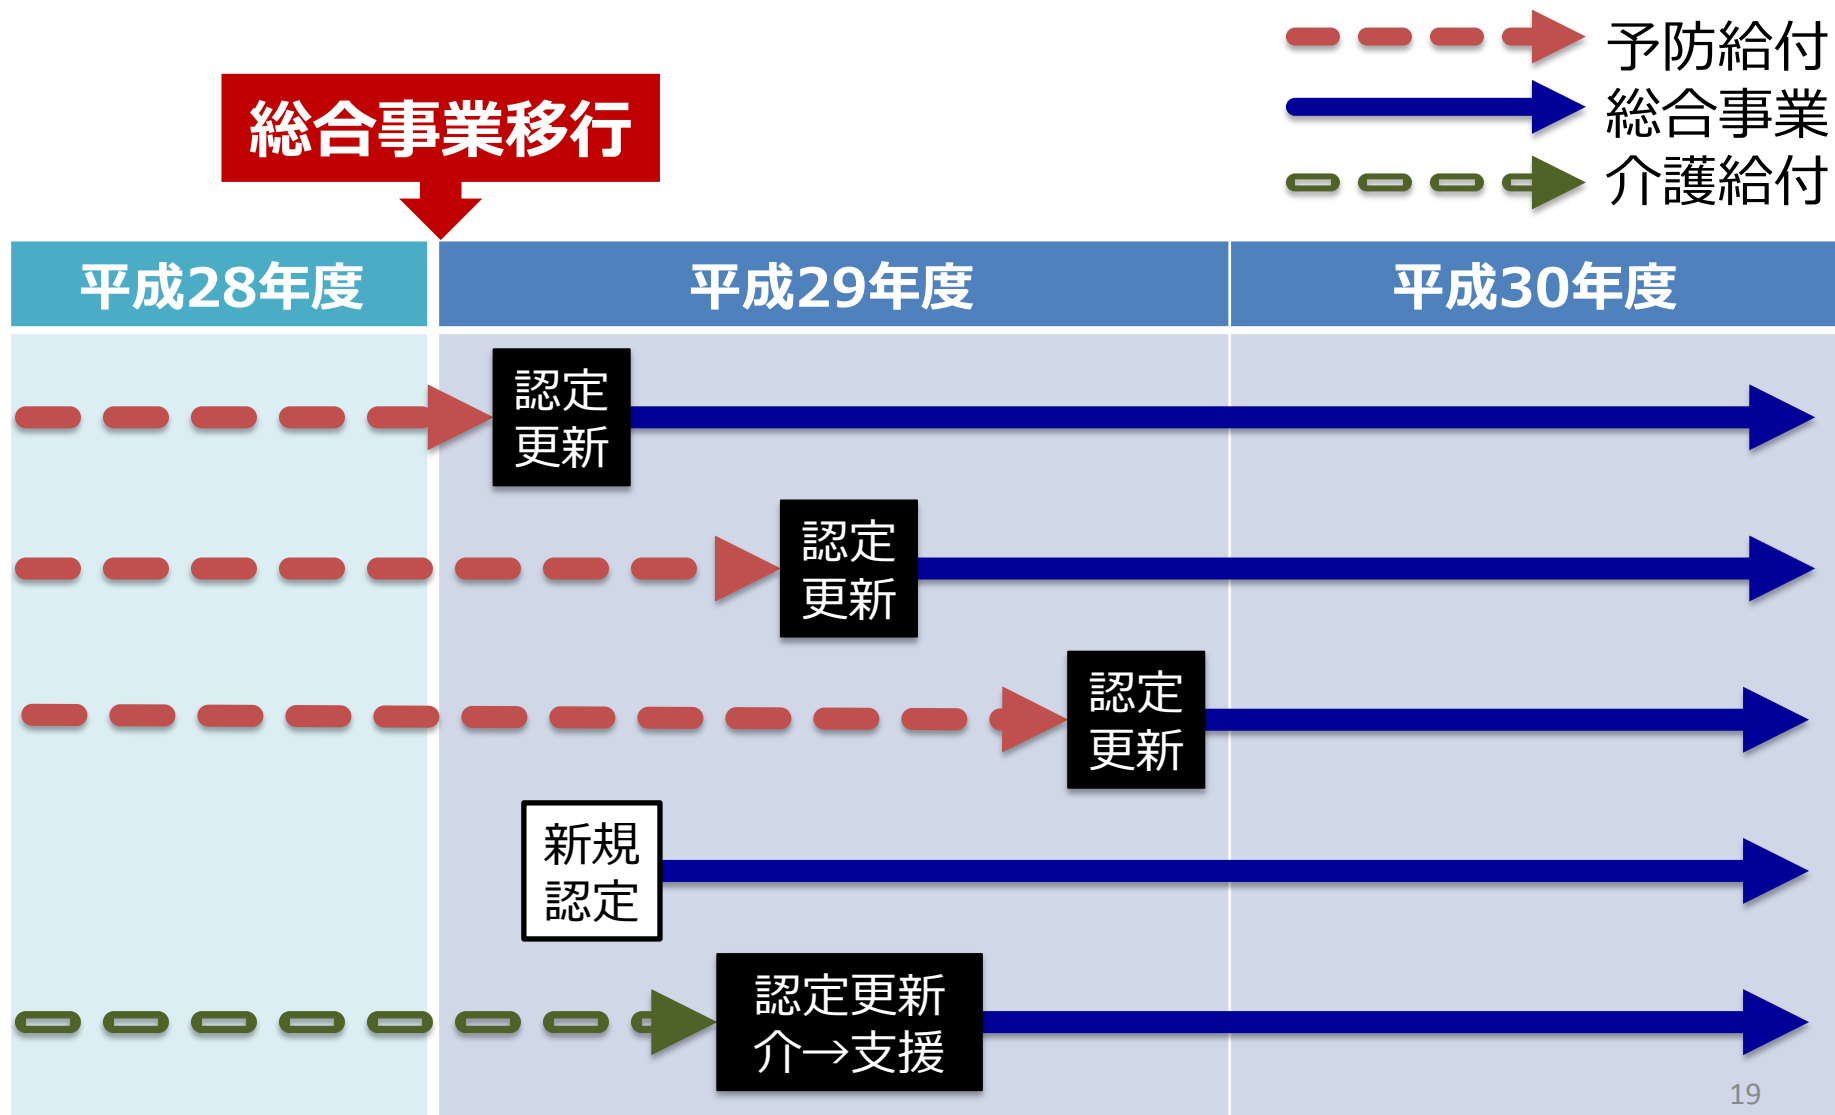 予防給付
総合事業
介護給付
総合事業移行
平成28年度
平成29年度
平成30年度
認定
更新
認定
更新
認定
更新
新規
認定
認定更新
介→支援
19